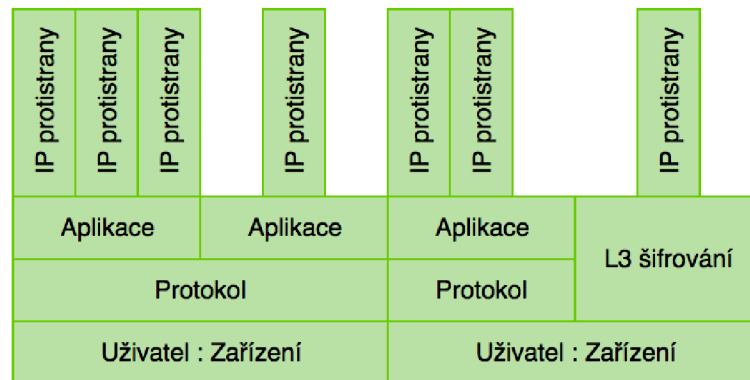 IP protistrany
IP protistrany
IP protistrany
IP protistrany
IP protistrany
IP protistrany
IP protistrany
Aplikace
Aplikace
Aplikace
L3 šifrování
Protokol
Protokol
Uživatel : Zařízení
Uživatel : Zařízení